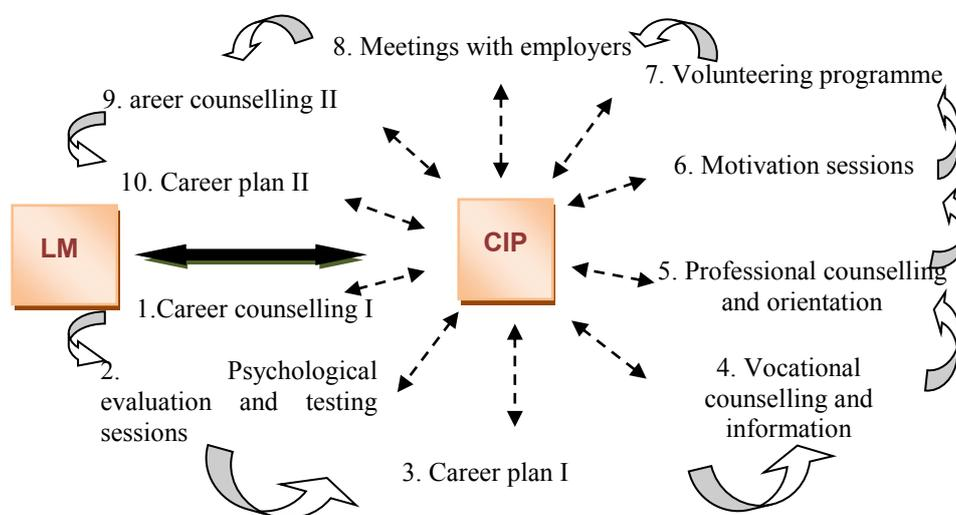 8. Meetings with employers
7. Volunteering programme
9. areer counselling II
6. Motivation sessions
10. Career plan II
LM
CIP
5. Professional counselling
and orientation
1.Career counselling I
2. Psychological
evaluation and testing
sessions
4. Vocational
counselling and
information
3. Career plan I